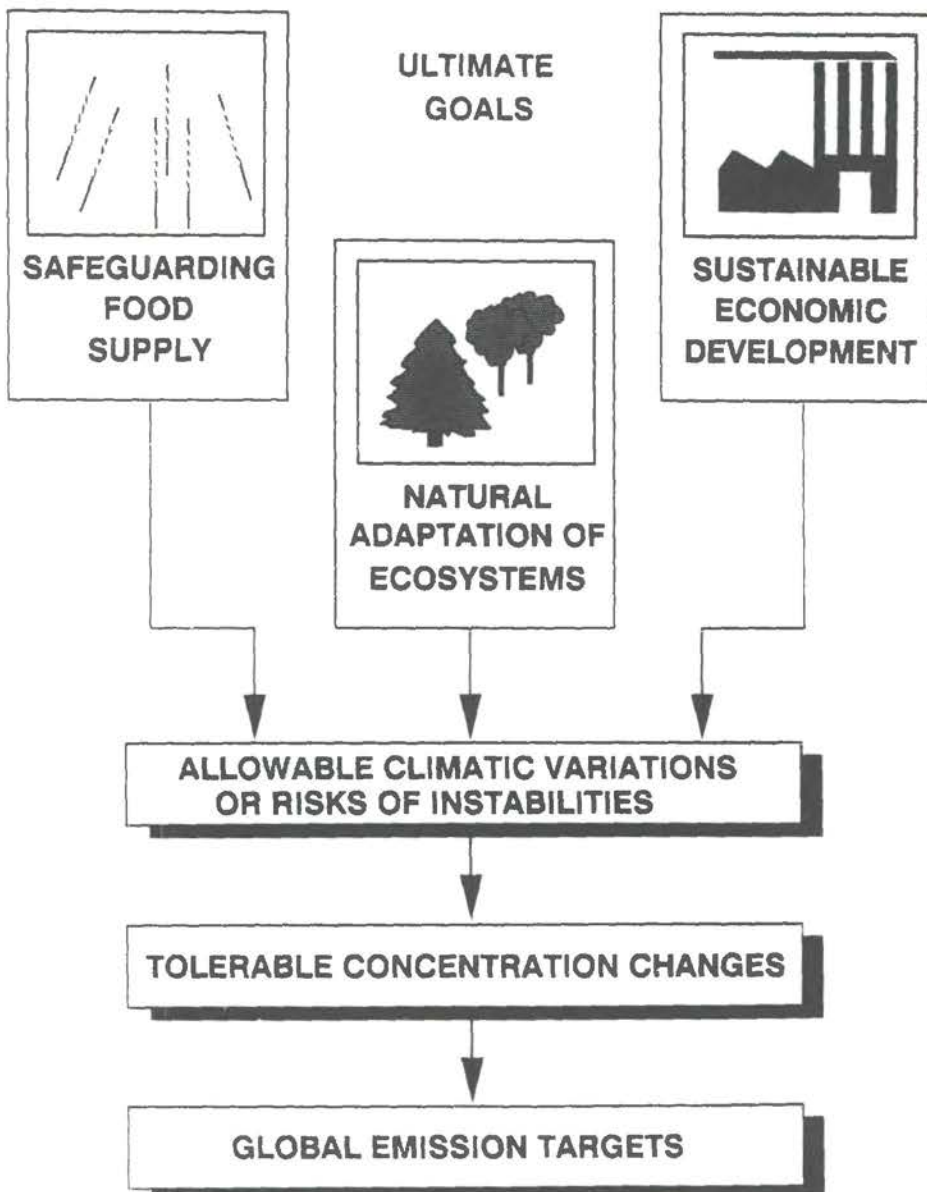 ULTIMATE
GOALS
SAFEGUARDING
FOOD
SUPPLY
SUSTAINABLE
ECONOMIC
DEVELOPMENT
NATURAL
ADAPTATION OF
ECOSYSTEMS
ALLOWABLE CLIMATIC VARIATIONS
OR RISKS OF INSTABILITIES
TOLERABLE CONCENTRATION CHANGES
GLOBAL EMISSION TARGETS